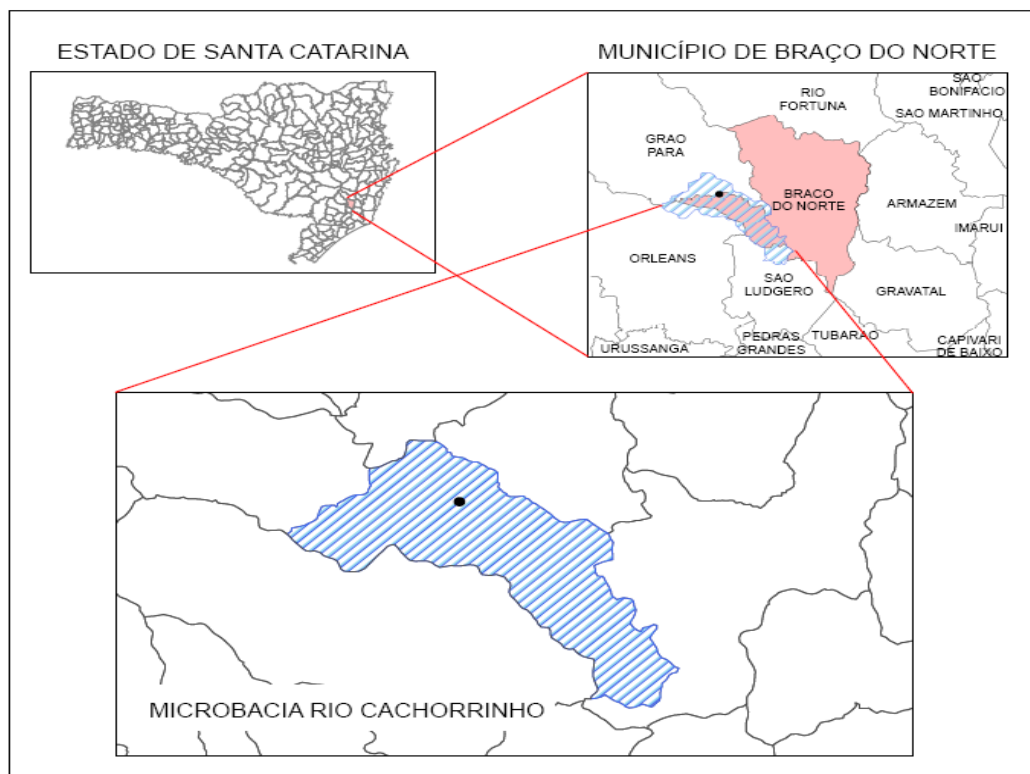 ESTADO DE SANTA CATARINA
MUNICÍPIO DE BRAÇO DO NORTE
SAO
BONIFACIO
RIO
FORTUNA
SAO MARTINHO
GRAO
PARA
BRACO
DO NORTE
ARMAZEM
IMARUI
ORLEANS
SAO
LUDGERO
GRAVATAL
PEDRAS
GRANDES
TUBARAO
CAPIVARI
DE BAIXO
URUSSANGA
MICROBACIA RIO CACHORRINHO